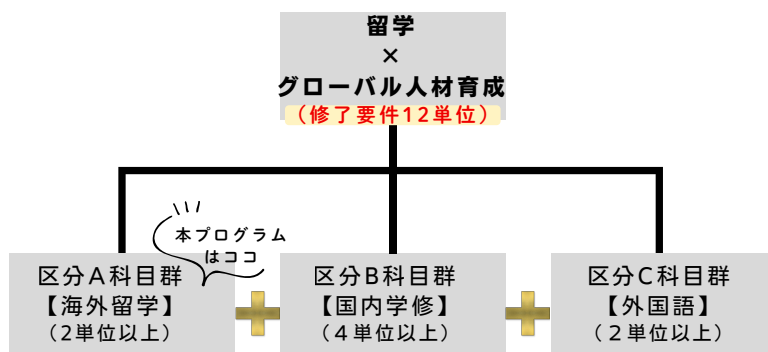 留学
×
グローバル人材育成
（修了要件12単位）
本プログラム
はココ
区分A科目群
【海外留学】
（2単位以上）
区分B科目群
【国内学修】
（４単位以上）
区分C科目群
【外国語】
（２単位以上）